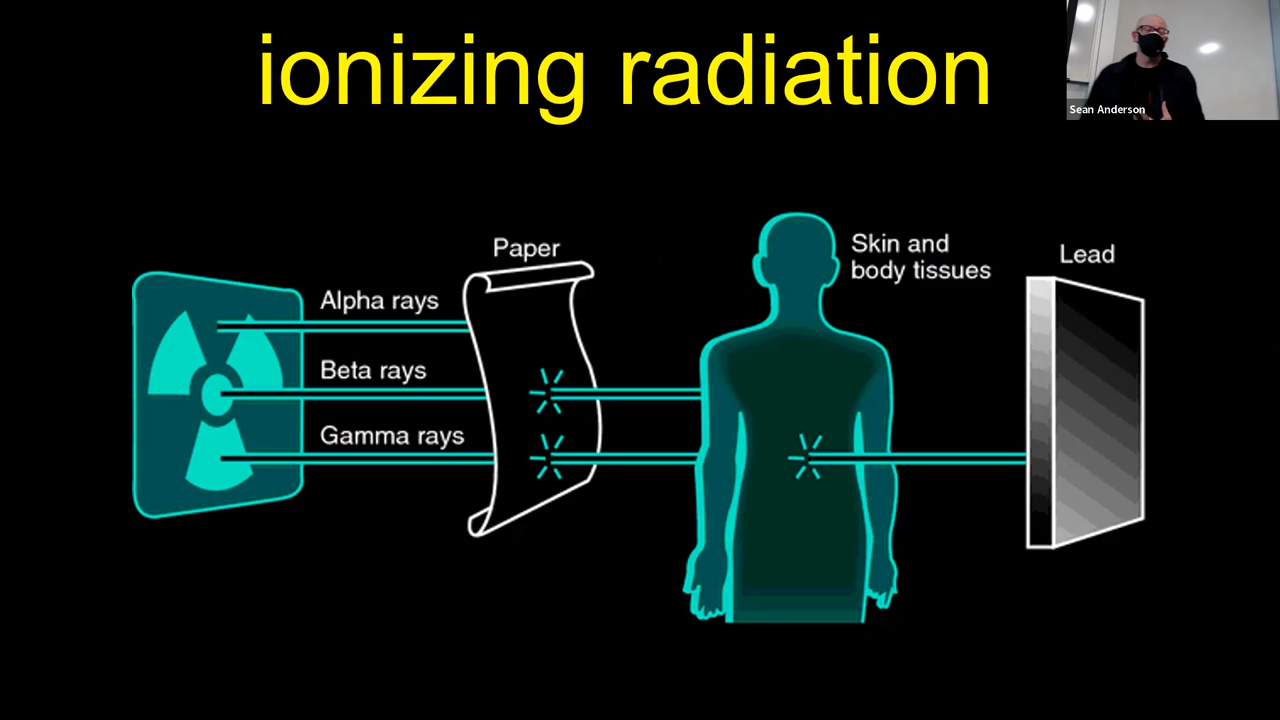 ionizing radiation
Sean Anderson
Paper
Skin and
body tissues
Lead
Alpha rays
Beta rays
Gamma rays